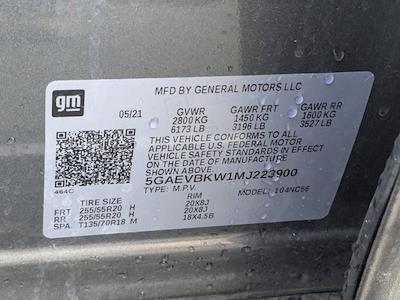 gm
MFD BY GENERAL MOTORS LLC
05/21 GVWR GAWR FRT GAWR RR
2800 KG 1450 KG 1600 KG
6173 LB 3196 LB 3527 LB
THIS VEHICLE CONFORMS TO ALL
APPLICABLE U.S. FEDERAL MOTOR
VEHICLE SAFETY STANDARDS IN
EFFECT ON THE DATE OF
MANUFACTURE SHOWN ABOVE.
5GAEVBKW1MJ223900
464C TYPE: M.P.V. MODEL: 104NC56
TIRE SIZE RIM
FRT 255/55R20 H 20X8J
RR 255/55R20 H 20X8J
SPA T135/70R18 M 18X4.5B